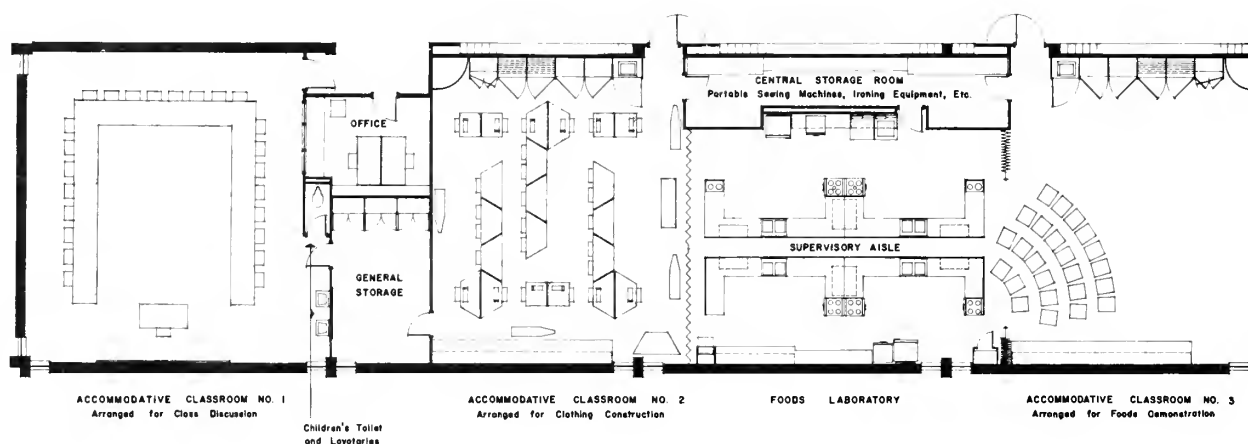 CENTRAL STORAGE ROOM
Portable Sewing Machines, Ironing Equipment, Etc.
OFFICE
SUPERVISORY AISLE
GENERAL
STORAGE
ACCOMMODATIVE CLASSROOM NO. 1
Arranged for Class Discussion
ACCOMMODATIVE CLASSROOM NO. 2
Arranged for Clothing Construction
FOODS LABORATORY
ACCOMMODATIVE CLASSROOM NO. 3
Arranged for Foods Demonstration
Children's Toilet
and Lavatories